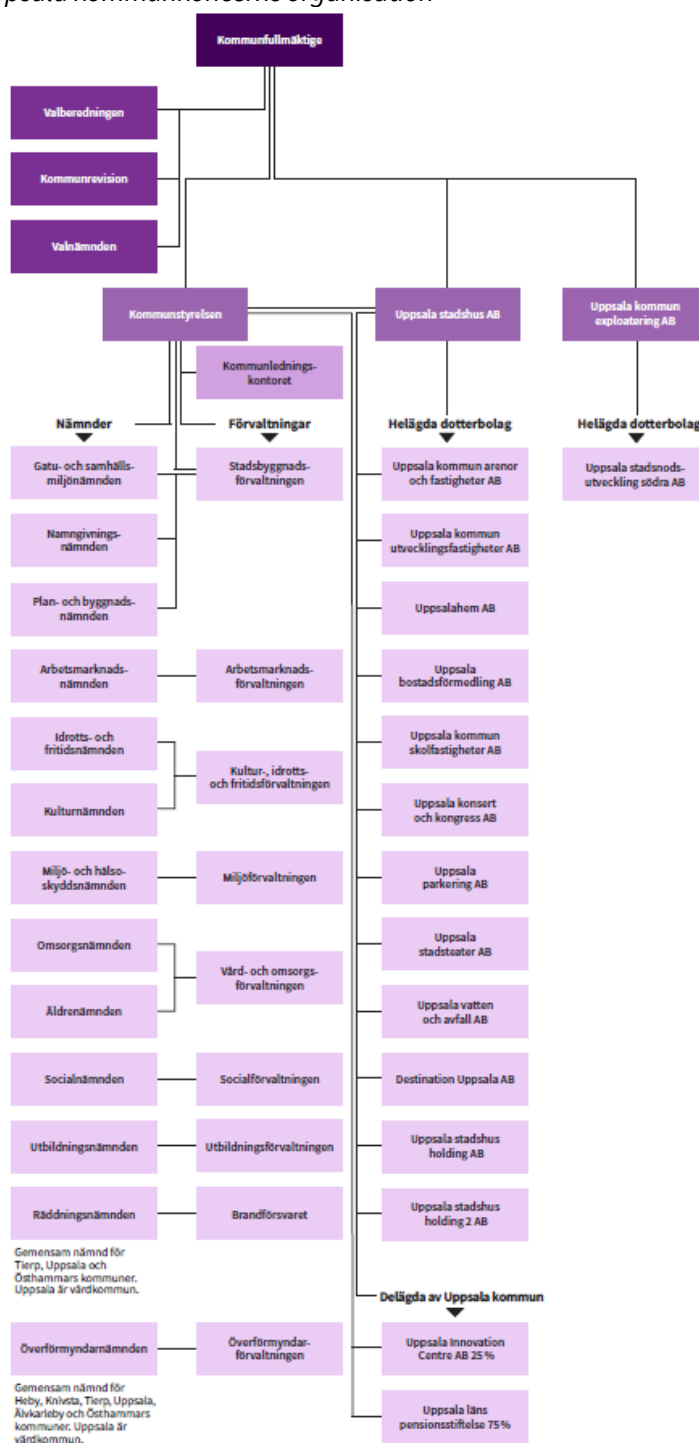 kommunkoncerns organisation
Kommunfullmäktige
Valberedningen
Kommunrevision
Valnämnden
Kommunstyrelsen
Uppsala stadshus AB
Uppsala kommun
exploatering AB
Kommunlednings-
kontoret
Nämnder
Förvaltningar
Helägda dotterbolag
Helägda dotterbolag
Gatu- och samhälls-
miljönämnden
Stadsbyggnads-
förvaltningen
Uppsala kommun arenor
och fastigheter AB
Uppsala stadsnods-
utveckling södra AB
Namngivnings-
nämnden
Uppsala kommun
utvecklingsfastigheter AB
Plan- och byggnads-
nämnden
Uppsalahem AB
Arbetsmarknads-
nämnden
Arbetsmarknads-
förvaltningen
Uppsala
bostadsförmedling AB
Idrotts- och
fritidsnämnden
Kultur-, idrotts-
och fritidsförvaltningen
Uppsala kommun
skolfastigheter AB
Kulturnämnden
Uppsala konsert
och kongress AB
Miljö- och hälso-
skyddsnämnden
Miljöförvaltningen
Uppsala
parkering AB
Omsorgsnämnden
Vård- och omsorgs-
förvaltningen
Uppsala
stadsteater AB
Äldrenämnden
Uppsala vatten
och avfall AB
Socialnämnden
Socialförvaltningen
Destination Uppsala AB
Utbildningsnämnden
Utbildningsförvaltningen
Uppsala stadshus
holding AB
Räddningsnämnden
Brandförsvaret
Uppsala stadshus
holding 2 AB
Gemensam nämnd för
Tierp, Uppsala och
Östhammars kommuner.
Uppsala är värdkommun.
Delägda av Uppsala kommun
Överförmyndarnämnden
Överförmyndar-
förvaltningen
Uppsala Innovation
Centre AB 25 %
Gemensam nämnd för
Heby, Knivsta, Tierp, Uppsala,
Älvkarleby och Östhammars
kommuner. Uppsala är
värdkommun.
Uppsala läns
pensionsstiftelse 75%